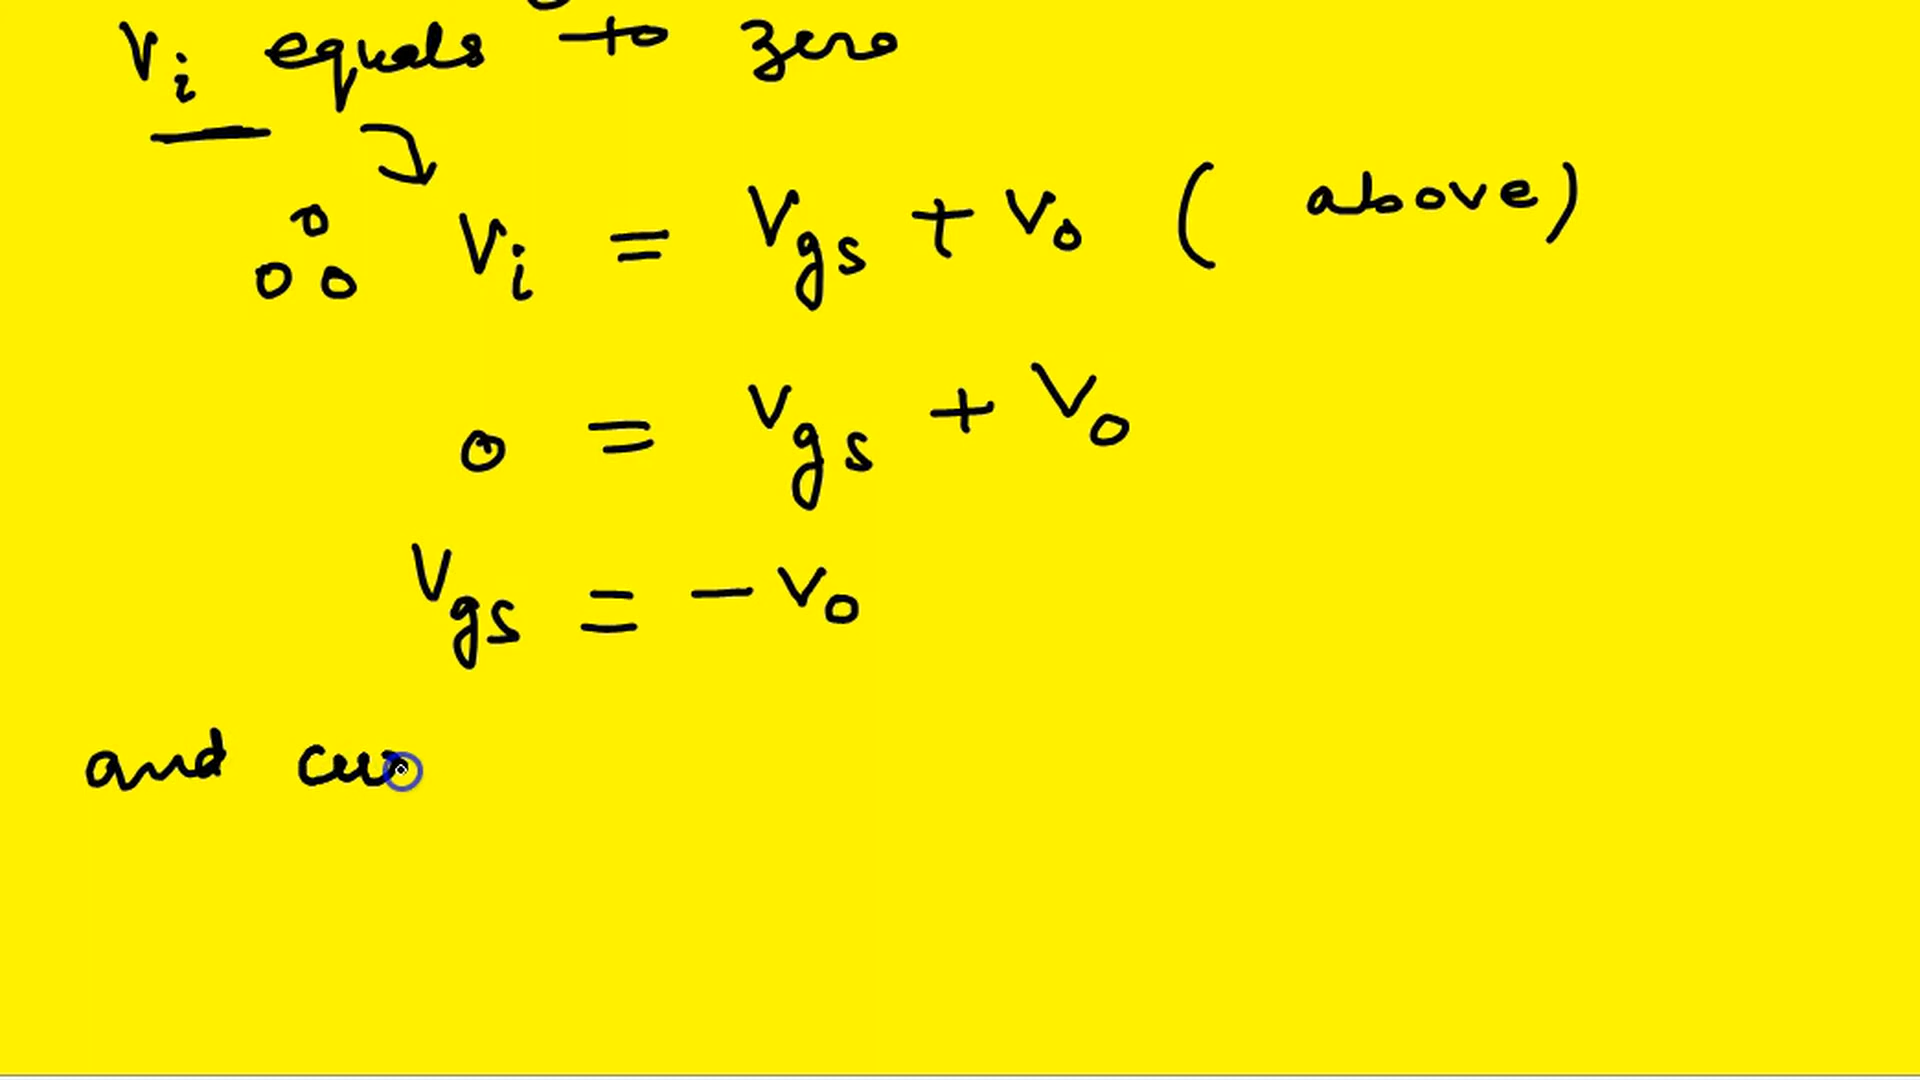 Vi equals to zero
∴ Vi = Vgs + Vo (above)
0 = Vgs + Vo
Vgs = - Vo
and